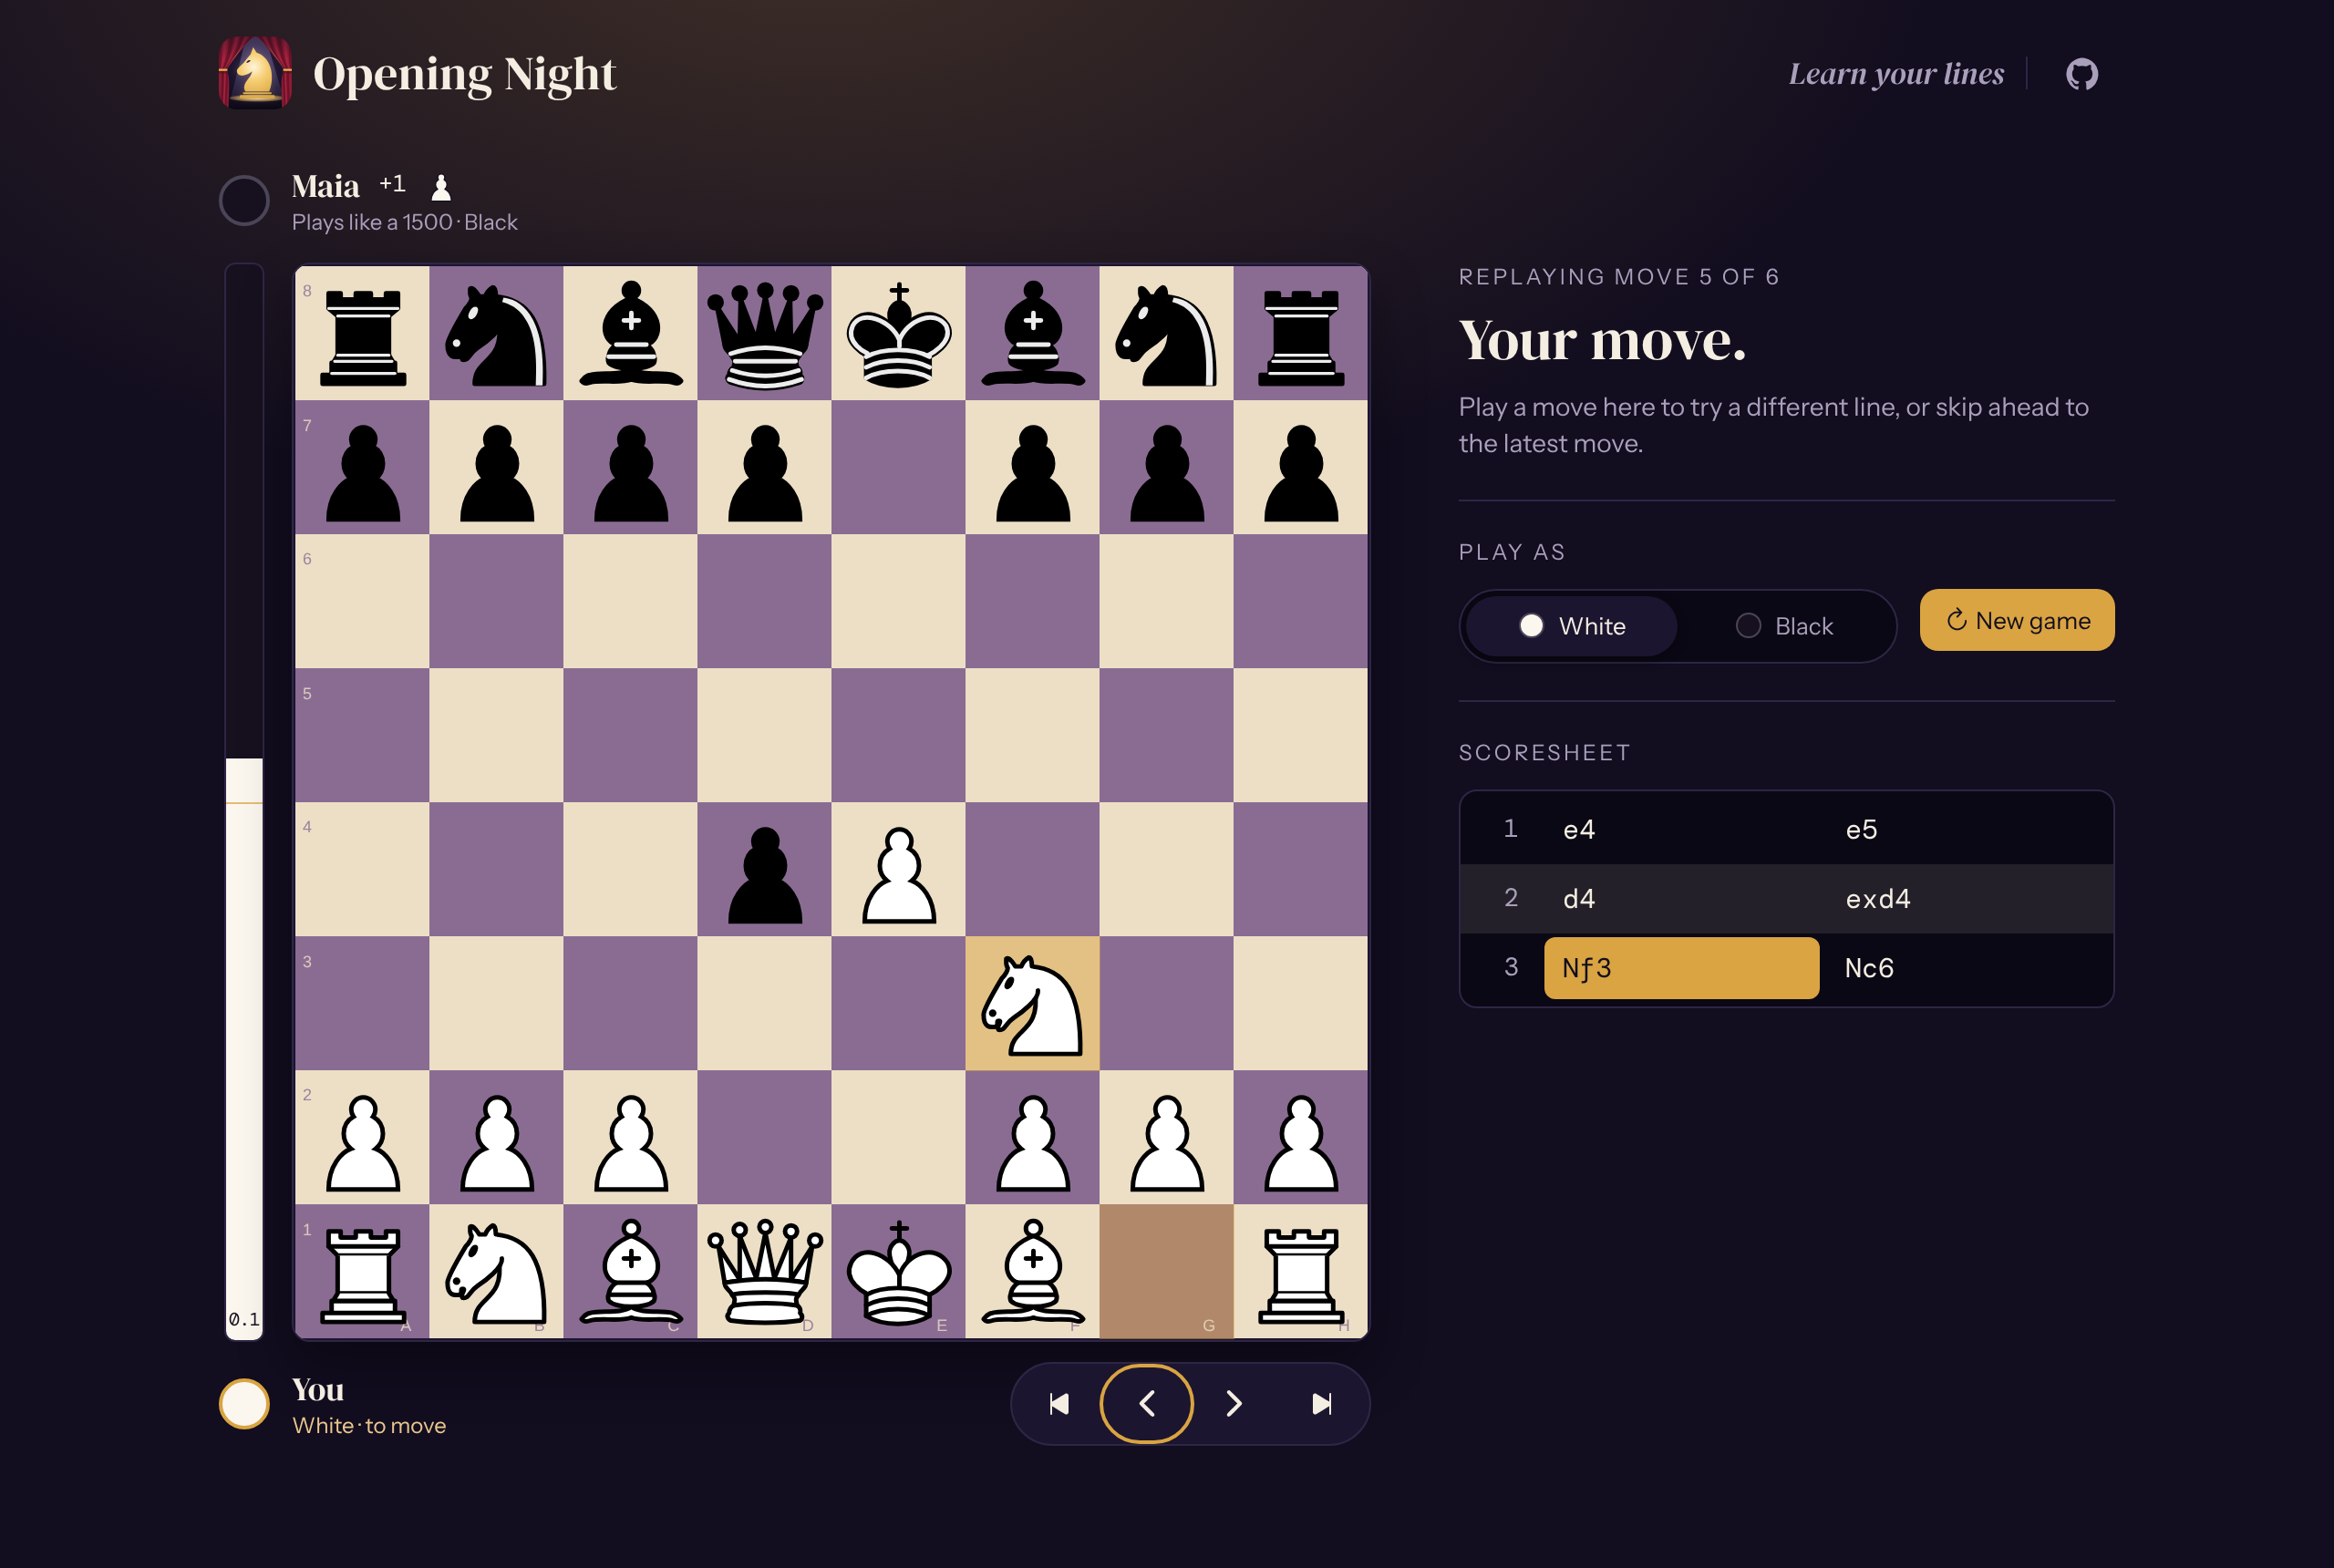 Opening Night
Learn your lines
Maia +1
Plays like a 1500 · Black
8
7
6
5
4
3
2
1
A B C D E F G H
0.1
You
White · to move
REPLAYING MOVE 5 OF 6
Your move.
Play a move here to try a different line, or skip ahead to
the latest move.
PLAY AS
White Black New game
SCORESHEET
1 e4 e5
2 d4 exd4
3 Nf3 Nc6